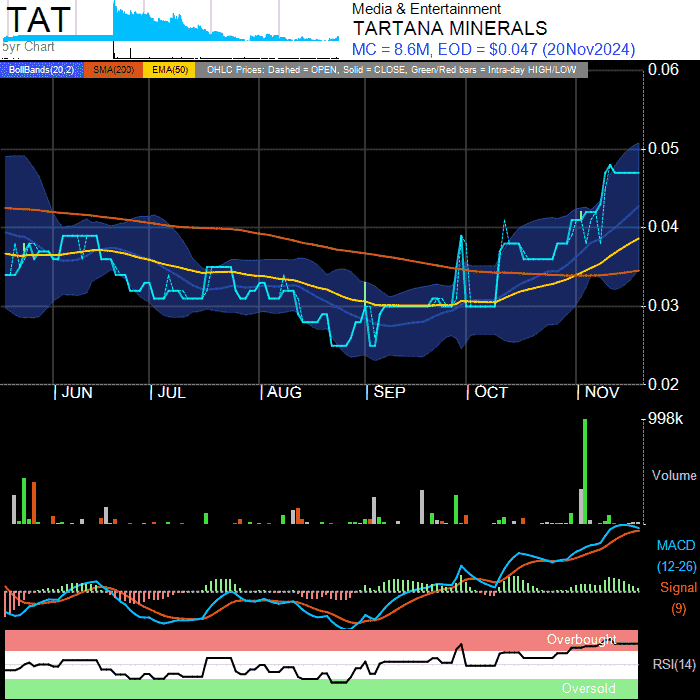 TAT
5yr Chart
Media & Entertainment
TARTANA MINERALS
MC = 8.6M, EOD = $0.047 (20Nov2024)
BollBands(20,2) SMA(200) EMA(50) OHLC Prices: Dashed = OPEN, Solid = CLOSE, Green/Red bars = Intra-day HIGH/LOW
0.06
0.05
0.04
0.03
0.02
| JUN | JUL | AUG | SEP | OCT | NOV
998k
Volume
MACD
(12-26)
Signal
(9)
Overbought
RSI(14)
Oversold